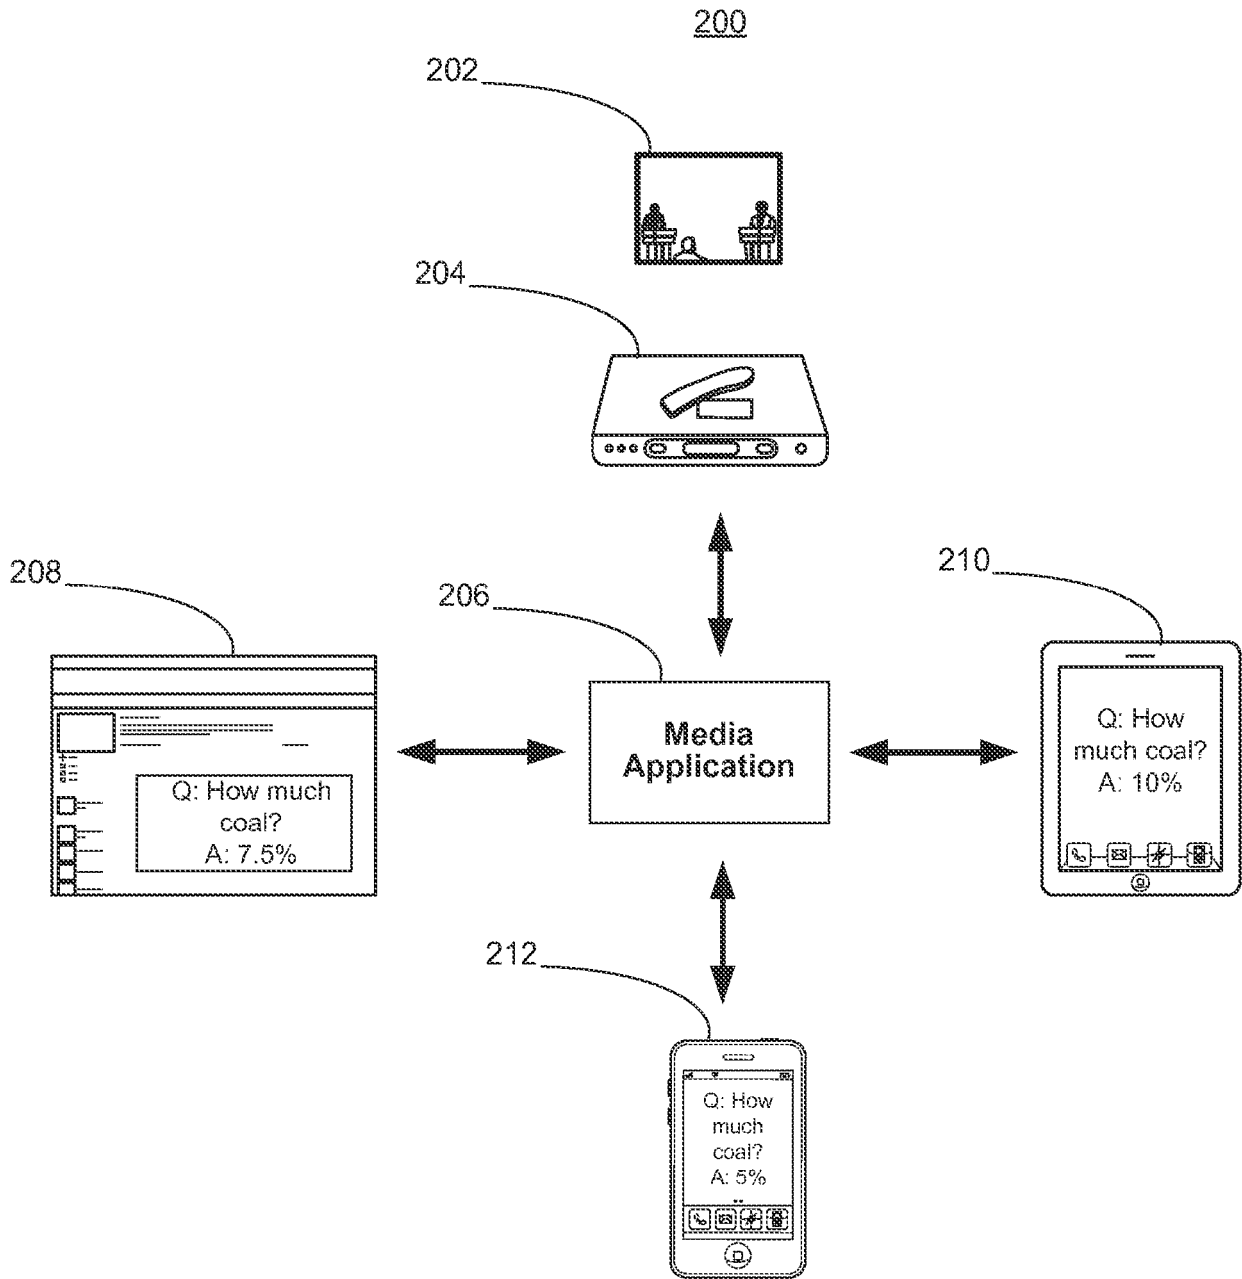 200
202
204
208
206
210
Media
Application
Q: How
much coal?
A: 10%
Q: How much
coal?
A: 7.5%
212
Q: How
much
coal?
A: 5%